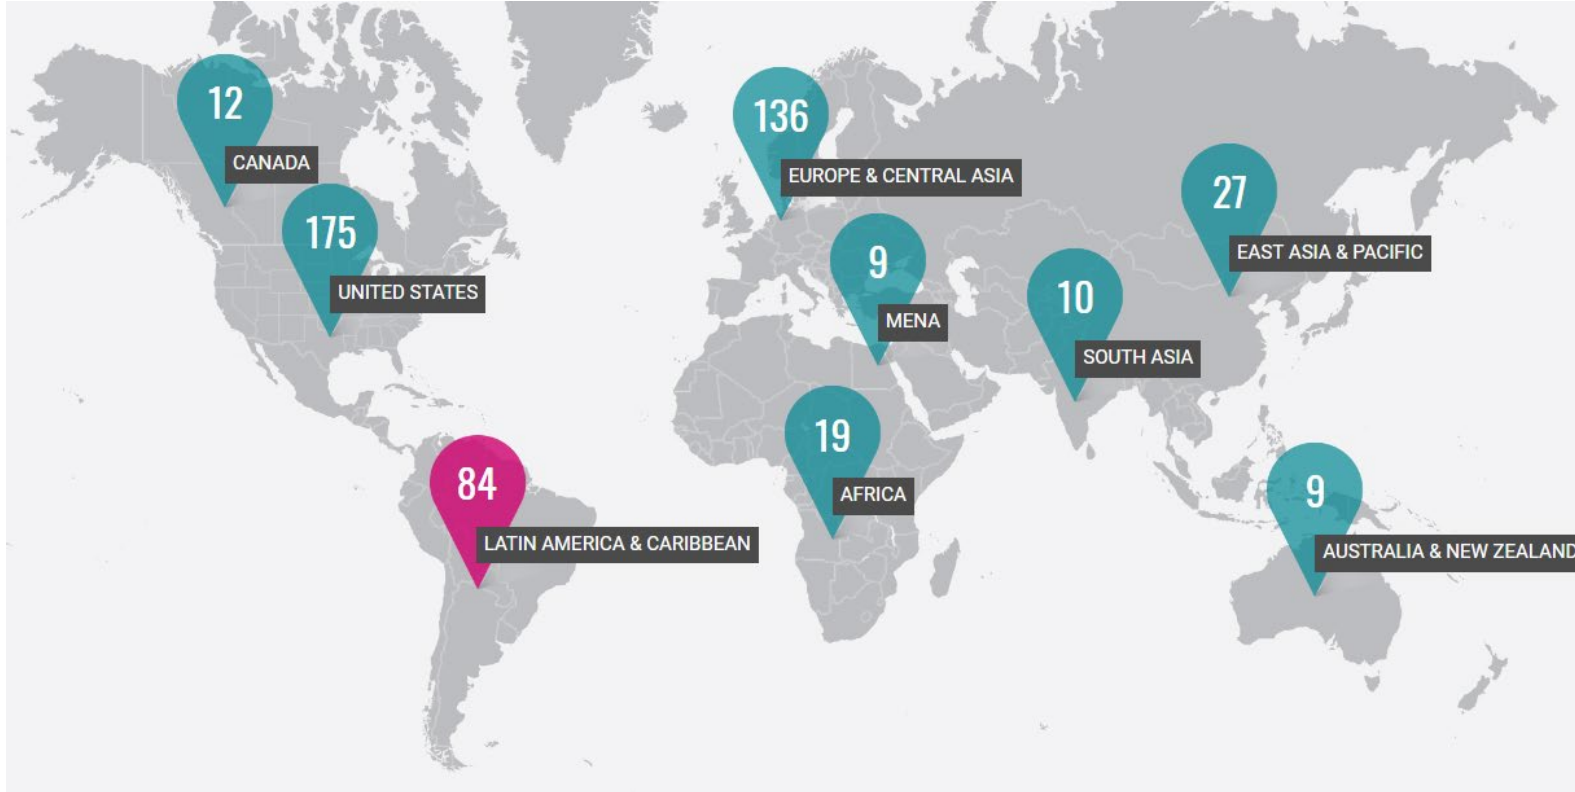 12
CANADA
175
UNITED STATES
136
EUROPE & CENTRAL ASIA
9
MENA
27
EAST ASIA & PACIFIC
10
SOUTH ASIA
19
AFRICA
84
LATIN AMERICA & CARIBBEAN
9
AUSTRALIA & NEW ZEALAND